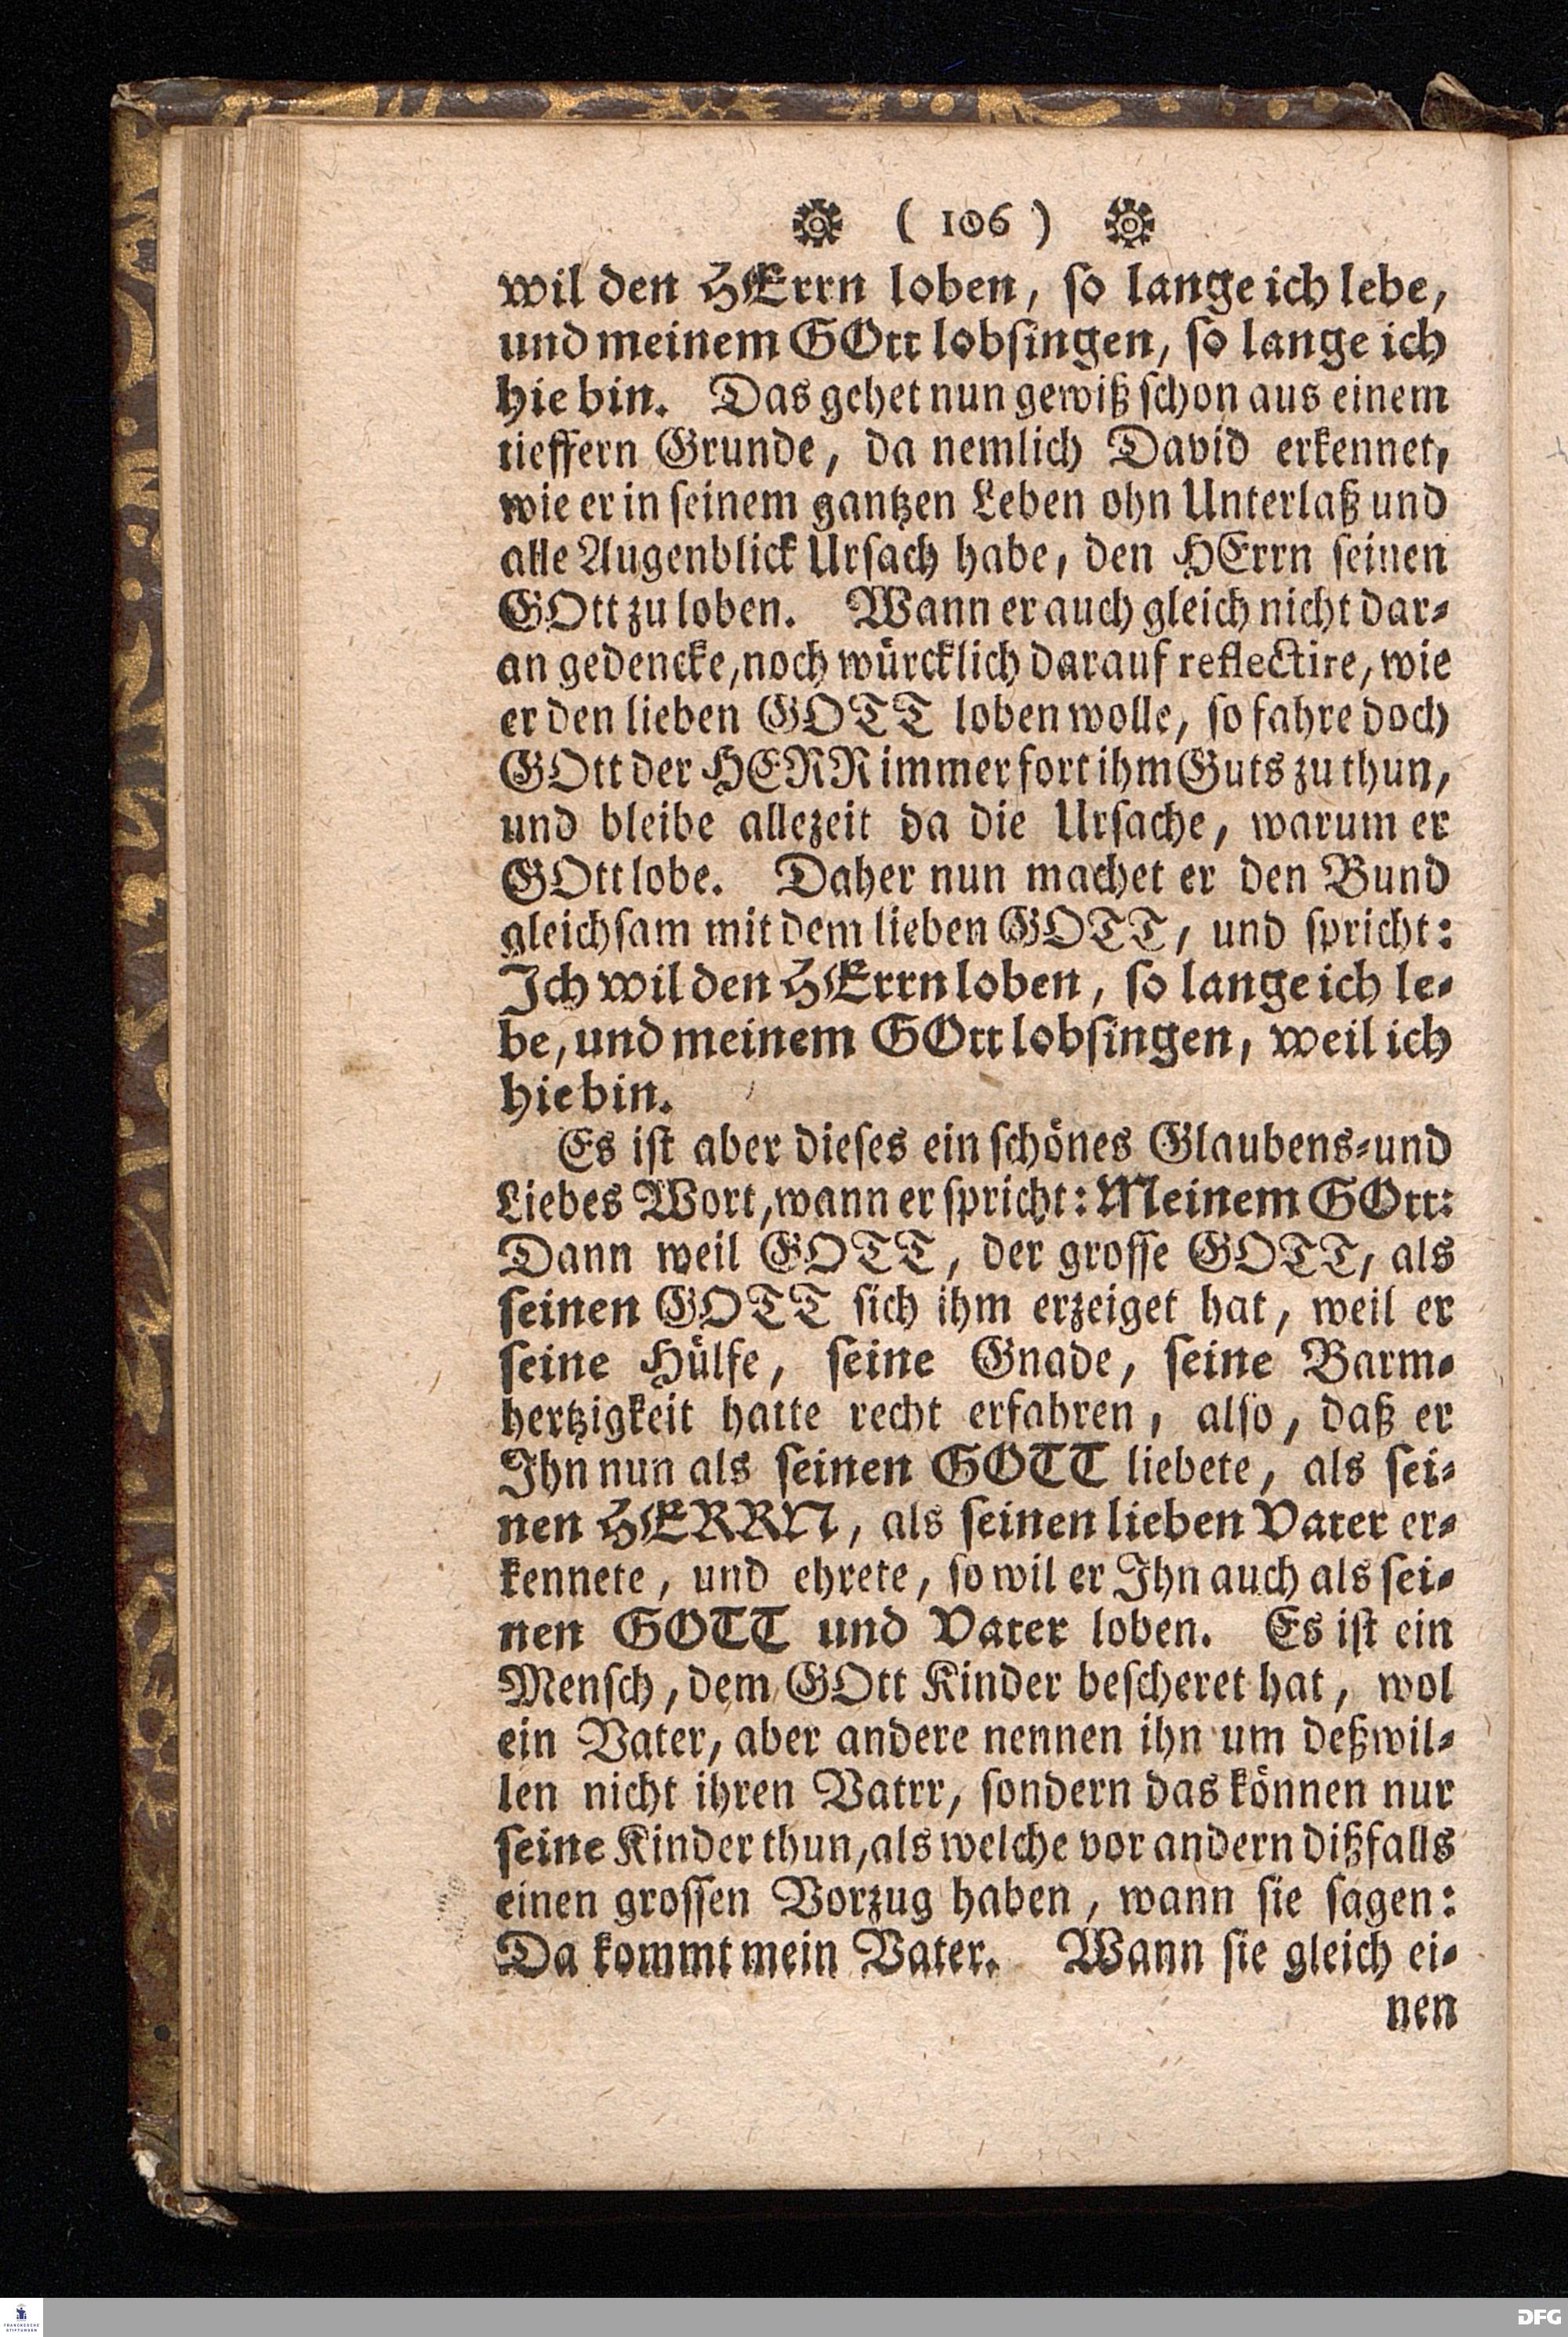 ( 106 )
wil den HErrn loben, so lange ich lebe,
und meinem GOtt lobsingen, so lange ich
hie bin. Das gehet nun gewiß schon aus einem
tieffern Grunde, da nemlich David erkennet,
wie er in seinem gantzen Leben ohn Unterlaß und
alle Augenblick Ursach habe, den HErrn seinen
GOtt zu loben. Wann er auch gleich nicht dar-
an gedencke, noch würcklich darauf reflectire, wie
er den lieben GOTT loben wolle, so fahre doch
GOtt der HERR immer fort ihm Guts zu thun,
und bleibe allezeit da die Ursache, warum er
GOtt lobe. Daher nun machet er den Bund
gleichsam mit dem lieben GOTT, und spricht:
Ich wil den HErrn loben, so lange ich le-
be, und meinem GOtt lobsingen, weil ich
hie bin.
Es ist aber dieses ein schönes Glaubens-und
Liebes Wort, wann er spricht: Meinem GOtt:
Dann weil GOTT, der grosse GOTT, als
seinen GOTT sich ihm erzeiget hat, weil er
seine Hülfe, seine Gnade, seine Barm-
hertzigkeit hatte recht erfahren, also, daß er
Ihn nun als seinen GOTT liebete, als sei-
nen HERRN, als seinen lieben Vater er-
kennete, und ehrete, so wil er Ihn auch als sei-
nen GOTT und Vater loben. Es ist ein
Mensch, dem GOtt Kinder bescheret hat, wol
ein Vater, aber andere nennen ihn um deßwil-
len nicht ihren Vatrr, sondern das können nur
seine Kinder thun, als welche vor andern dißfalls
einen grossen Vorzug haben, wann sie sagen:
Da kommt mein Vater. Wann sie gleich ei-
nen
FRANCKESCHE
STIFTUNGEN
DFG